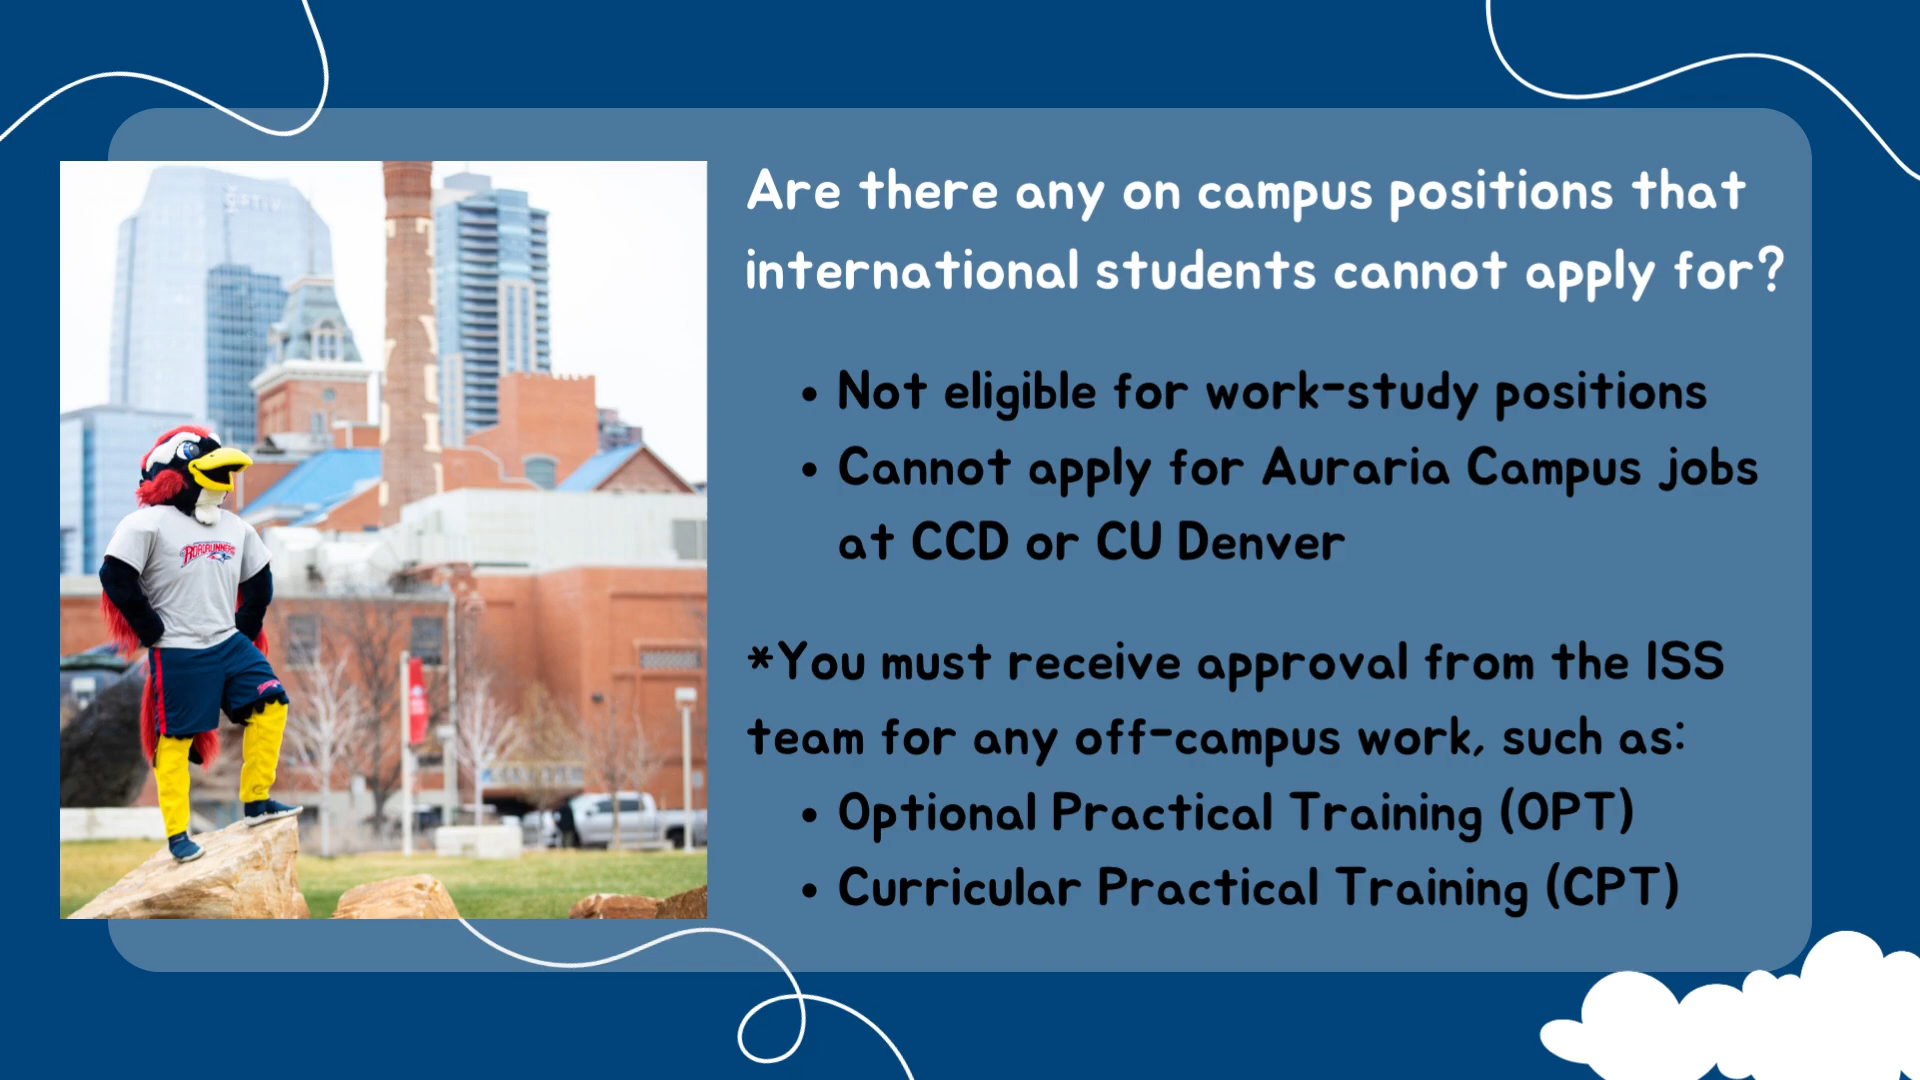 Are there any on campus positions that
international students cannot apply for?
• Not eligible for work-study positions
• Cannot apply for Auraria Campus jobs
at CCD or CU Denver
*You must receive approval from the ISS
team for any off-campus work, such as:
• Optional Practical Training (OPT)
• Curricular Practical Training (CPT)
ROADRUNNERS